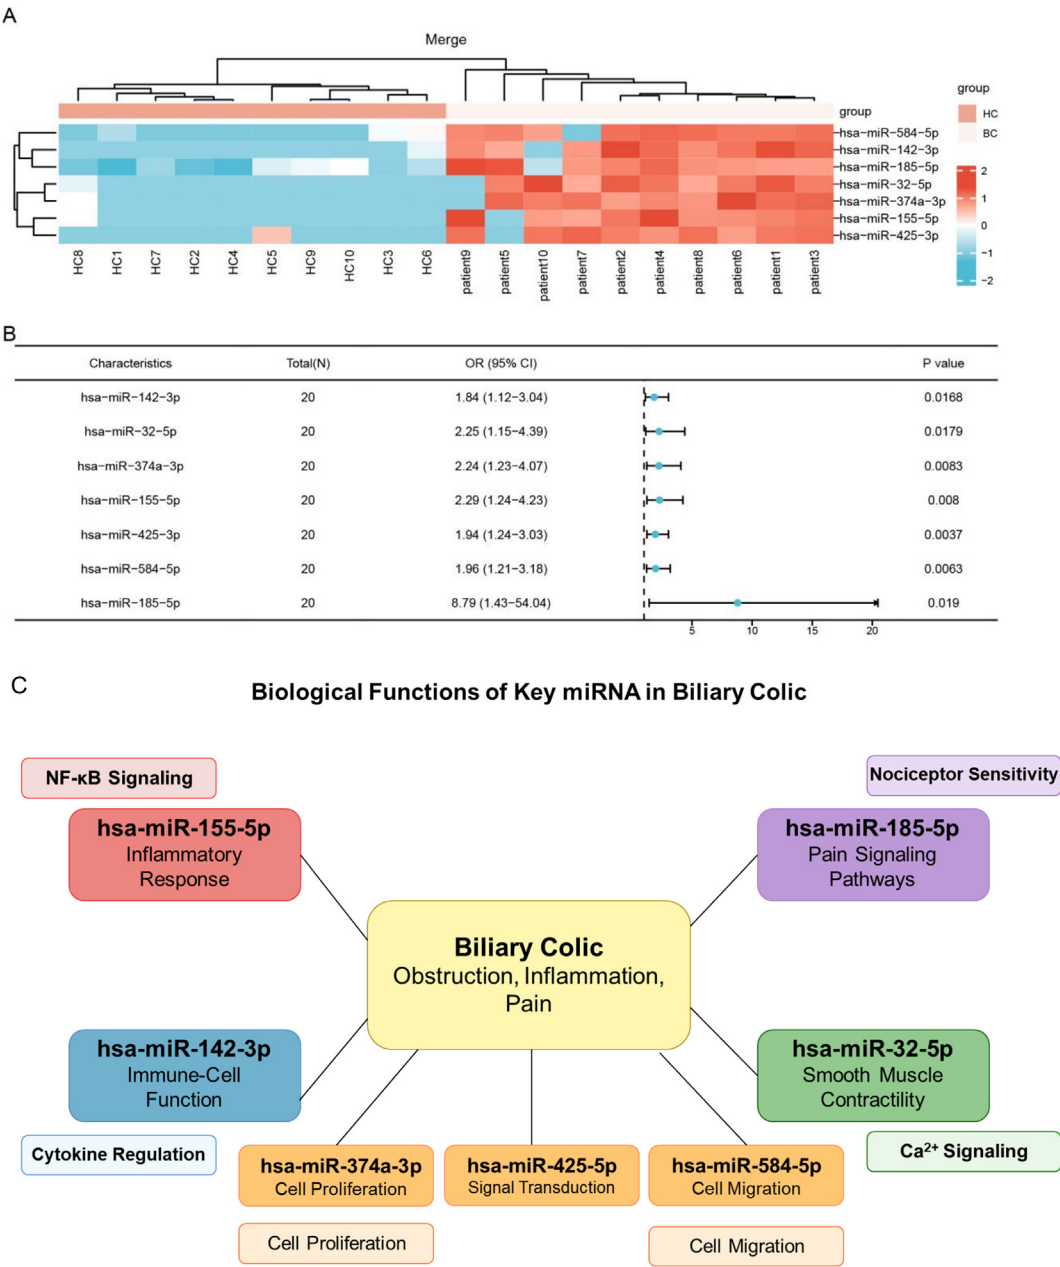 A
Merge
group
HC
BC
group
hsa-miR-584-5p
hsa-miR-142-3p
hsa-miR-185-5p
hsa-miR-32-5p
hsa-miR-374a-3p
hsa-miR-155-5p
hsa-miR-425-3p
2
1
0
−1
−2
HC8
HC1
HC7
HC2
HC4
HC5
HC9
HC10
HC3
HC6
patient9
patient5
patient10
patient7
patient2
patient4
patient8
patient6
patient1
patient3
B
Characteristics Total(N) OR (95% CI) P value
hsa−miR−142−3p 20 1.84 (1.12−3.04) 0.0168
hsa−miR−32−5p 20 2.25 (1.15−4.39) 0.0179
hsa−miR−374a−3p 20 2.24 (1.23−4.07) 0.0083
hsa−miR−155−5p 20 2.29 (1.24−4.23) 0.008
hsa−miR−425−3p 20 1.94 (1.24−3.03) 0.0037
hsa−miR−584−5p 20 1.96 (1.21−3.18) 0.0063
hsa−miR−185−5p 20 8.79 (1.43−54.04) 0.019
5 10 15 20
C
Biological Functions of Key miRNA in Biliary Colic
NF-κB Signaling
hsa-miR-155-5p
Inflammatory
Response
Nociceptor Sensitivity
hsa-miR-185-5p
Pain Signaling
Pathways
Biliary Colic
Obstruction, Inflammation,
Pain
hsa-miR-142-3p
Immune-Cell
Function
Cytokine Regulation
hsa-miR-32-5p
Smooth Muscle
Contractility
Ca²⁺ Signaling
hsa-miR-374a-3p
Cell Proliferation
Cell Proliferation
hsa-miR-425-5p
Signal Transduction
hsa-miR-584-5p
Cell Migration
Cell Migration